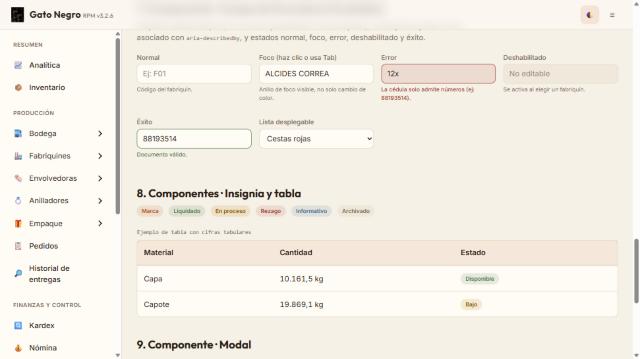 Gato Negro RPM v3.2.6
RESUMEN
Analítica
Inventario
PRODUCCIÓN
Bodega
Fabriquines
Envolvedoras
Anilladores
Empaque
Pedidos
Historial de
entregas
FINANZAS Y CONTROL
Kardex
Nómina
asociado con aria-describedby, y estados normal, foco, error, deshabilitado y éxito.
Normal
Ej: F01
Código del fabriquín.
Foco (haz clic o usa Tab)
ALCIDES CORREA
Anillo de foco visible, no solo cambio de
color.
Error
12x
La cédula solo admite números (ej.
88193514).
Deshabilitado
No editable
Se activa al elegir un fabriquín.
Éxito
88193514
Documento válido.
Lista desplegable
Cestas rojas
8. Componentes · Insignia y tabla
Marca
Liquidado
En proceso
Rezago
Informativo
Archivado
Ejemplo de tabla con cifras tabulares
Material Cantidad Estado
Capa 10.161,5 kg Disponible
Capote 19.869,1 kg Bajo
9. Componente · Modal